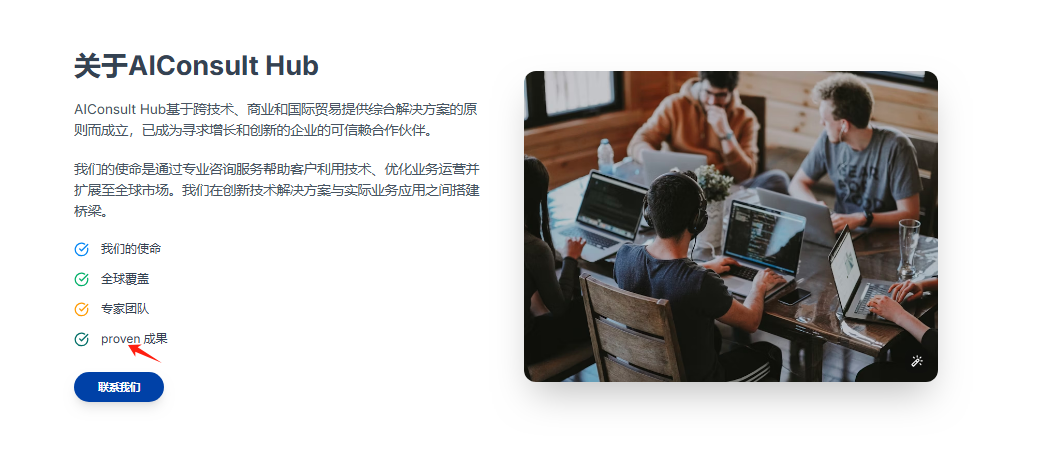 关于AIConsult Hub
AIConsult Hub基于跨技术、商业和国际贸易提供综合解决方案的原
则而成立，已成为寻求增长和创新的企业的可信赖合作伙伴。
我们的使命是通过专业咨询服务帮助客户利用技术、优化业务运营并
扩展至全球市场。我们在创新技术解决方案与实际业务应用之间搭建
桥梁。
我们的使命
全球覆盖
专家团队
proven 成果
联系我们